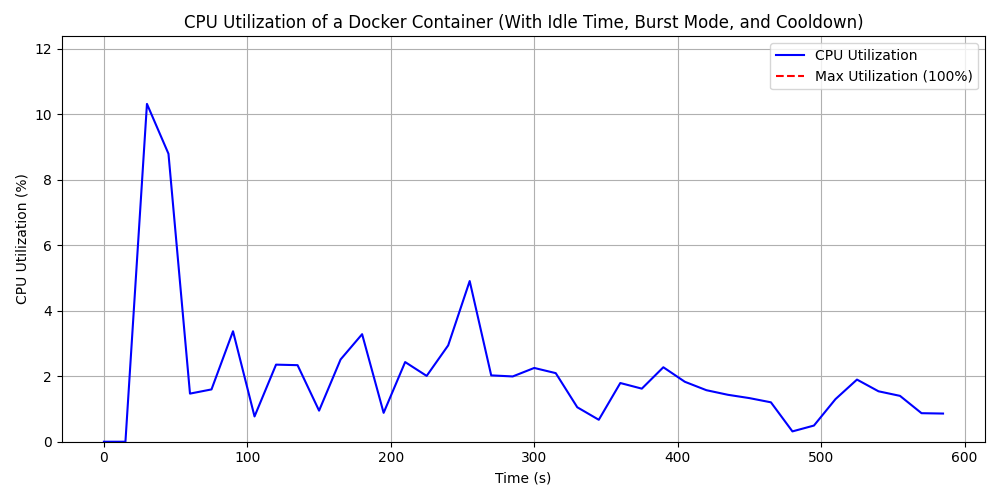 CPU Utilization of a Docker Container (With Idle Time, Burst Mode, and Cooldown)
CPU Utilization
Max Utilization (100%)
CPU Utilization (%)
12
10
8
6
4
2
0
0 100 200 300 400 500 600
Time (s)